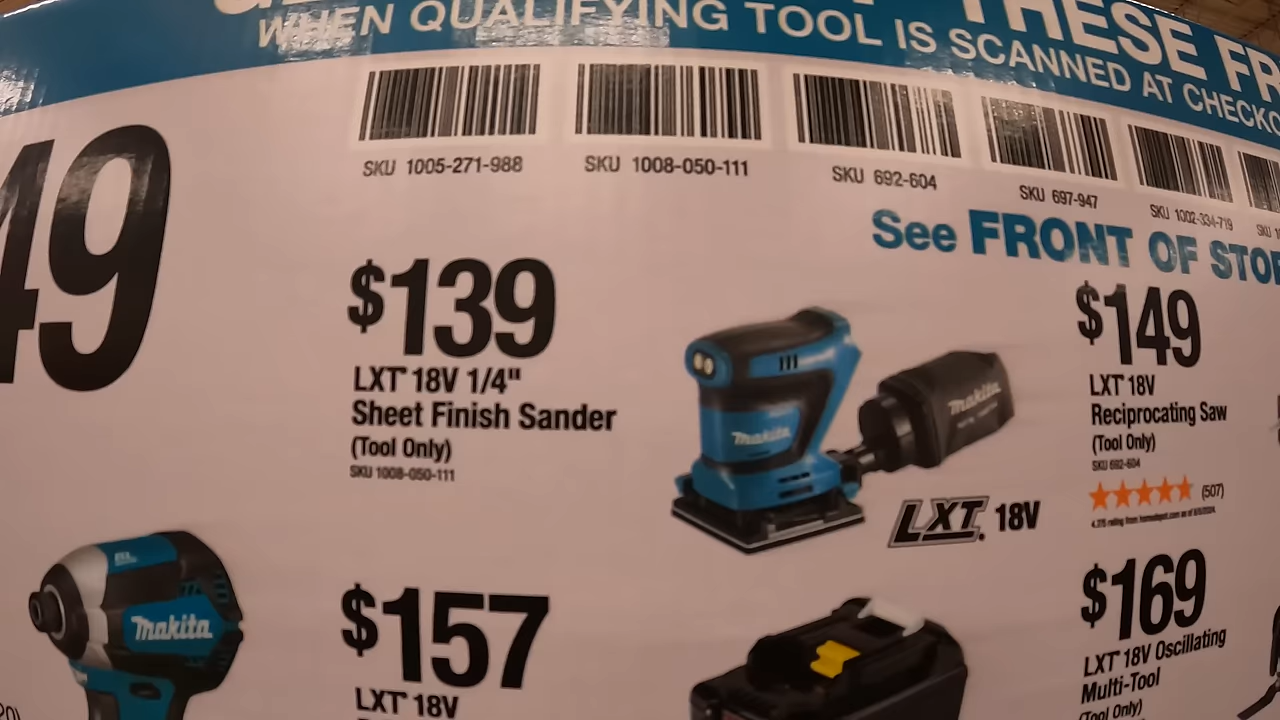 THESE FR
WHEN QUALIFYING TOOL IS SCANNED AT CHECKO
SKU 1005-271-988
SKU 1008-050-111
SKU 692-604
SKU 697-947
SKU 1002-334-719
SKU
See FRONT OF STO
49
$139
LXT 18V 1/4"
Sheet Finish Sander
(Tool Only)
SKU 1008-050-111
makita
makita
LXT 18V
$149
LXT 18V
Reciprocating Saw
(Tool Only)
SKU 692-604
(507)
makita
$157
LXT 18V
$169
LXT 18V Oscillating
Multi-Tool
(Tool Only)